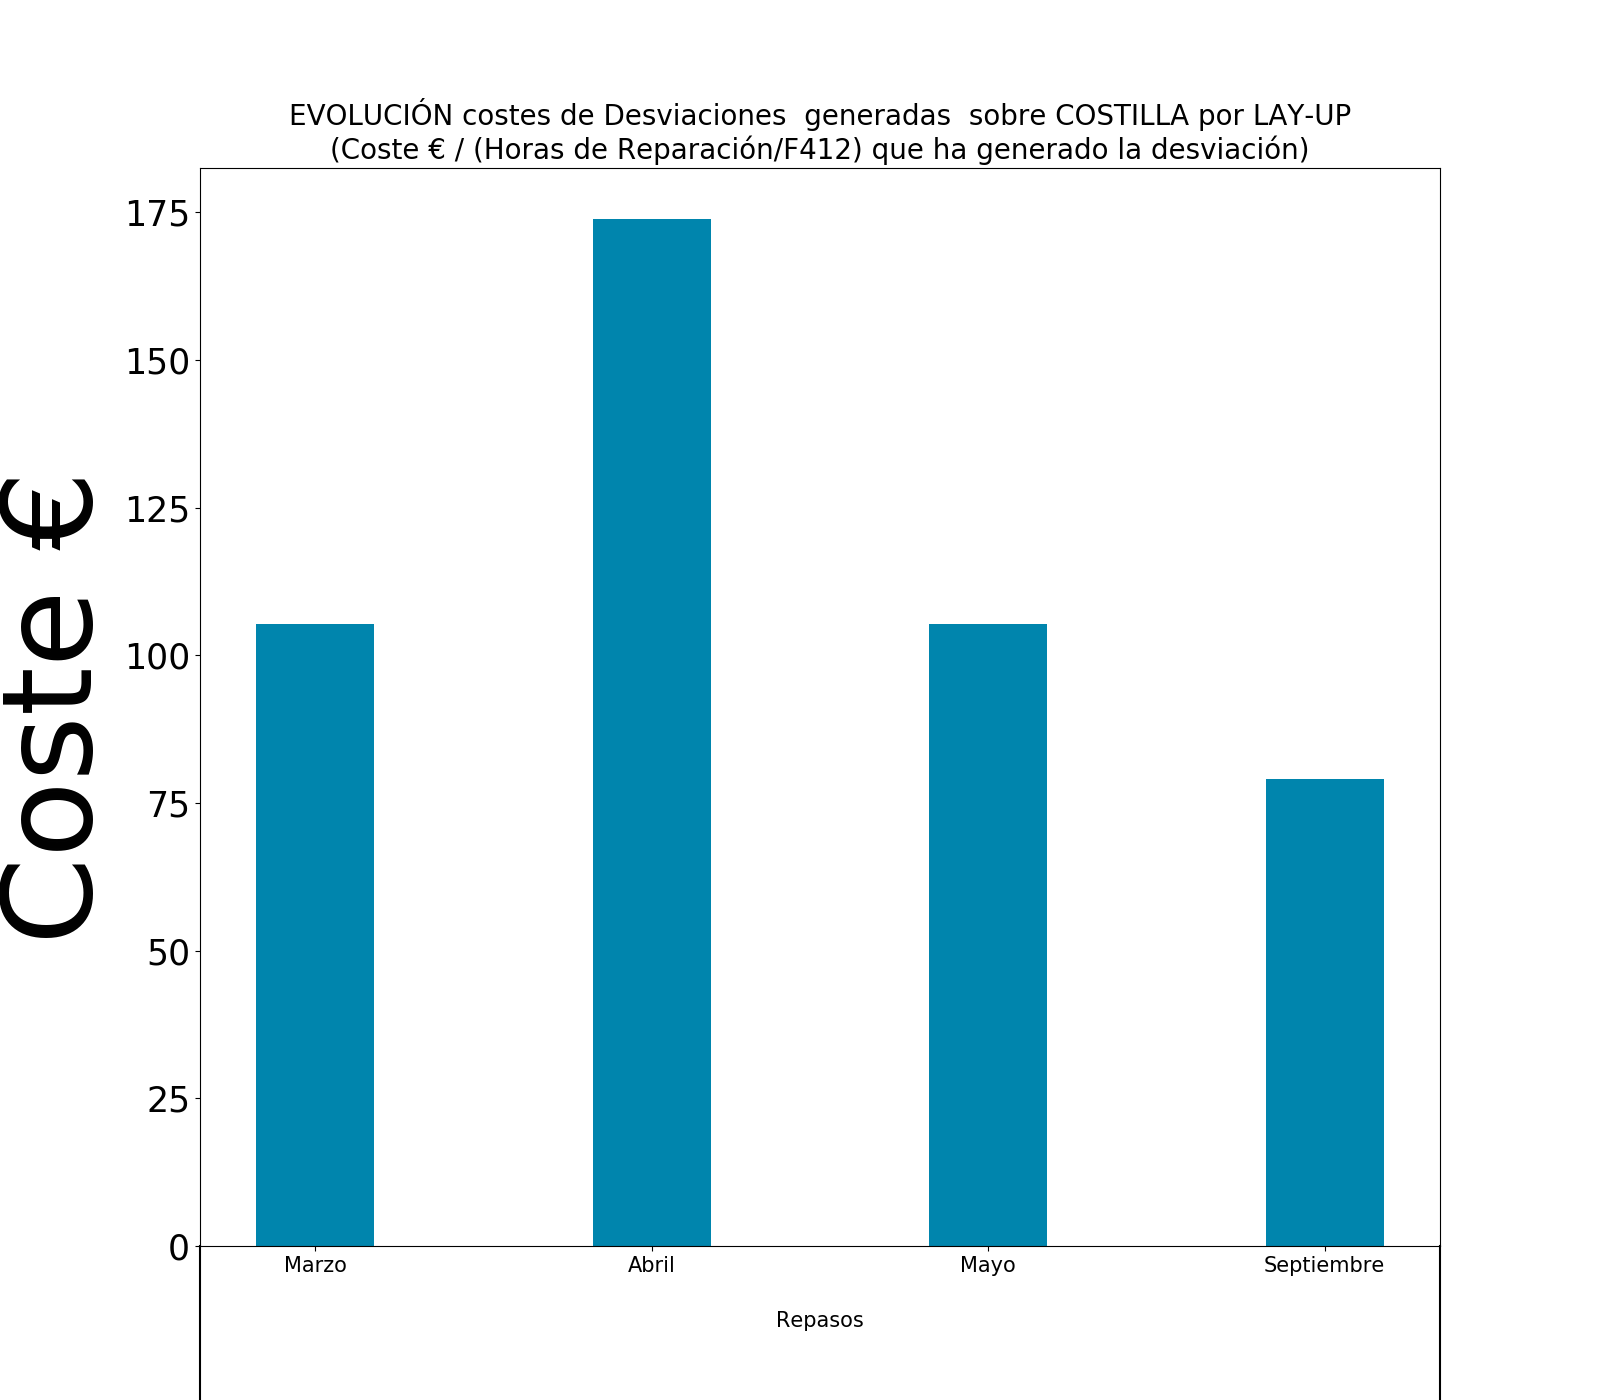 EVOLUCIÓN costes de Desviaciones  generadas  sobre COSTILLA por LAY-UP
(Coste € / (Horas de Reparación/F412) que ha generado la desviación)
Coste €
175
150
125
100
75
50
25
0
Marzo Abril Mayo Septiembre
Repasos